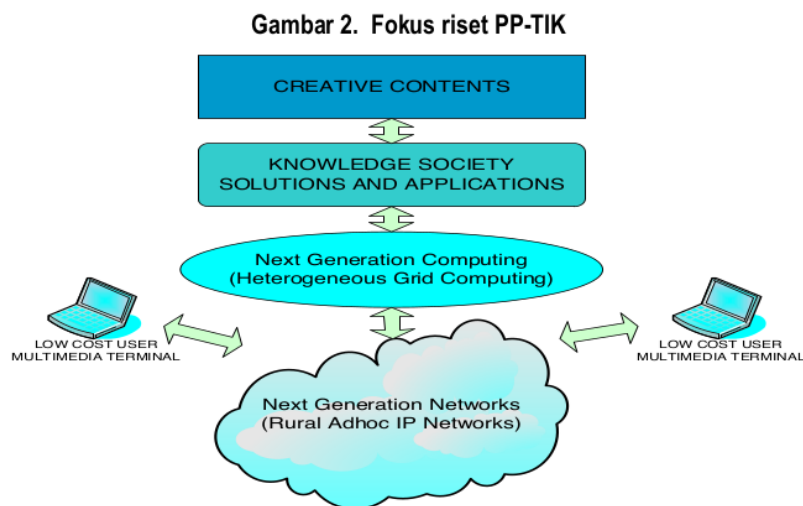 Gambar 2. Fokus riset PP-TIK
CREATIVE CONTENTS
KNOWLEDGE SOCIETY
SOLUTIONS AND APPLICATIONS
Next Generation Computing
(Heterogeneous Grid Computing)
LOW COST USER
MULTIMEDIA TERMINAL
LOW COST USER
MULTIMEDIA TERMINAL
Next Generation Networks
(Rural Adhoc IP Networks)